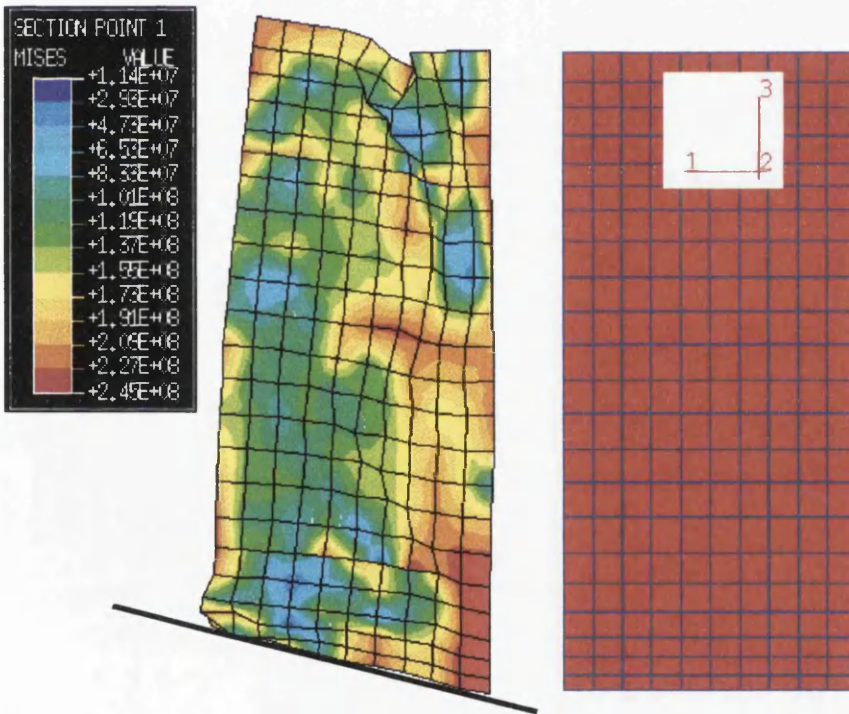 SECTION POINT 1
MISES VALUE
+1.14E+07
+2.93E+07
+4.73E+07
+6.53E+07
+8.33E+07
+1.01E+08
+1.19E+08
+1.37E+08
+1.55E+08
+1.73E+08
+1.91E+08
+2.09E+08
+2.27E+08
+2.45E+08
3
1 2